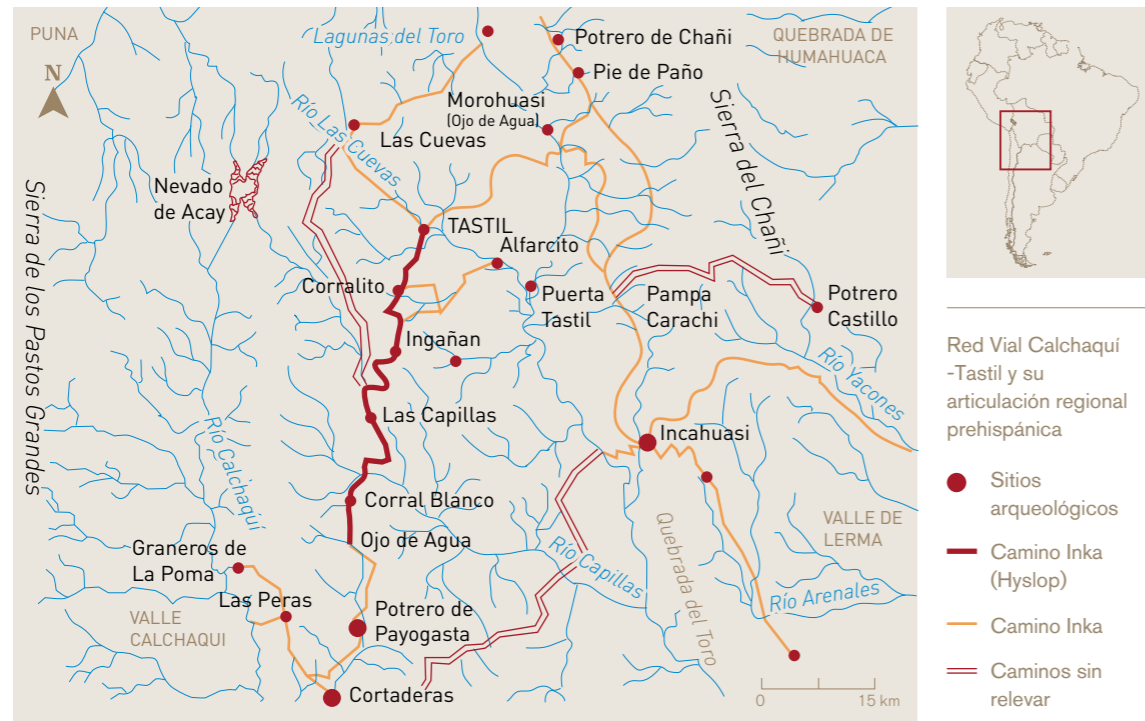 PUNA
N
Lagunas del Toro
Potrero de Chañi
QUEBRADA DE
HUMAHUACA
Pie de Paño
Morohuasi
(Ojo de Agua)
Río Las Cuevas
Las Cuevas
Sierra del Chañi
Nevado
de Acay
Sierra de los Pastos Grandes
TASTIL
Alfarcito
Corralito
Puerta
Tastil
Pampa
Carachi
Potrero
Castillo
Ingañan
Río Yacones
Las Capillas
Río Calchaquí
Incahuasi
Corral Blanco
Ojo de Agua
Quebrada del Toro
VALLE DE
LERMA
Graneros de
La Poma
Río Capillas
Río Arenales
Las Peras
VALLE
CALCHAQUI
Potrero de
Payogasta
Cortaderas
0
15 km
Red Vial Calchaquí
-Tastil y su
articulación regional
prehispánica
Sitios
arqueológicos
Camino Inka
(Hyslop)
Camino Inka
Caminos sin
relevar